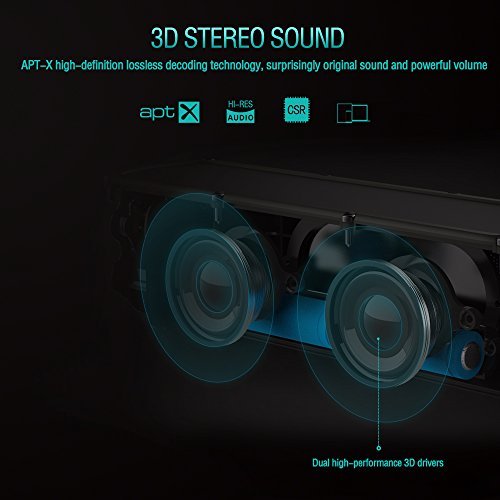 3D STEREO SOUND
APT-X high-definition lossless decoding technology, surprisingly original sound and powerful volume
aptX
HI-RES
AUDIO
CSR
Dual high-performance 3D drivers